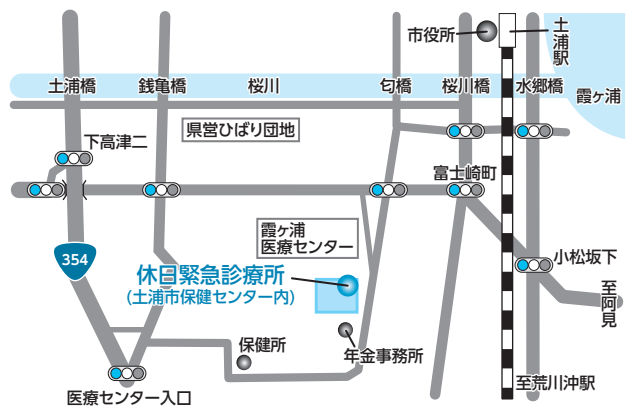 市役所
土浦駅
土浦橋
銭亀橋
桜川
匂橋
桜川橋
水郷橋
霞ヶ浦
下高津二
県営ひばり団地
富士崎町
霞ヶ浦
医療センター
354
休日緊急診療所
(土浦市保健センター内)
小松坂下
至阿見
保健所
年金事務所
医療センター入口
至荒川沖駅